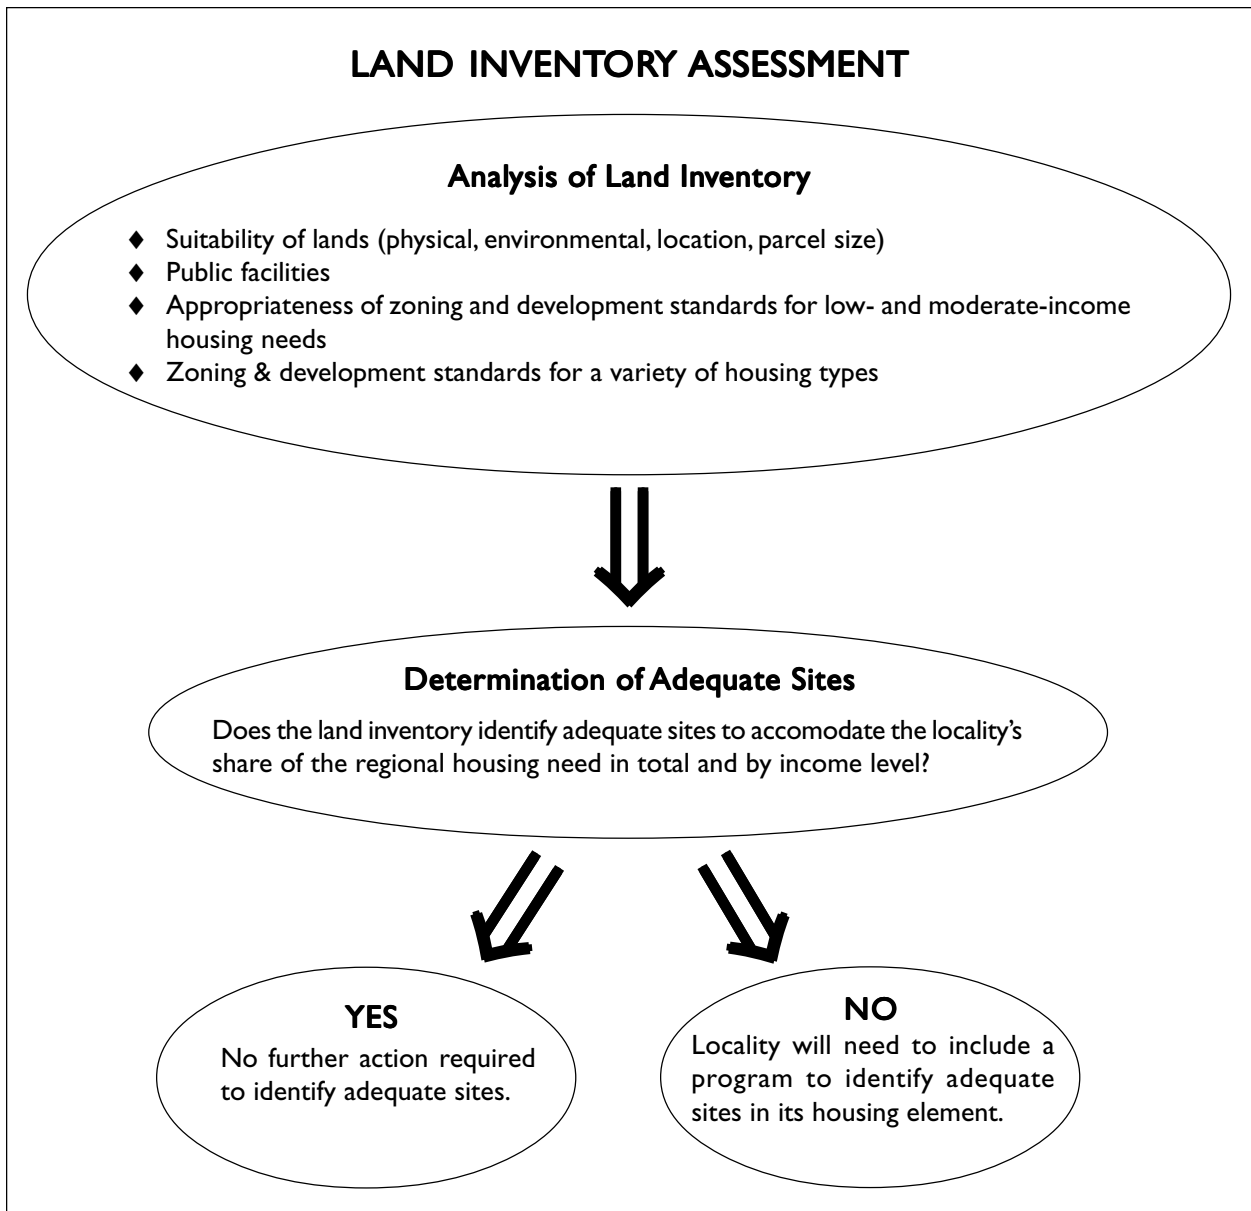 LAND INVENTORY ASSESSMENT
Analysis of Land Inventory
♦ Suitability of lands (physical, environmental, location, parcel size)
♦ Public facilities
♦ Appropriateness of zoning and development standards for low- and moderate-income
housing needs
♦ Zoning & development standards for a variety of housing types
Determination of Adequate Sites
Does the land inventory identify adequate sites to accomodate the locality's
share of the regional housing need in total and by income level?
YES
No further action required
to identify adequate sites.
NO
Locality will need to include a
program to identify adequate
sites in its housing element.